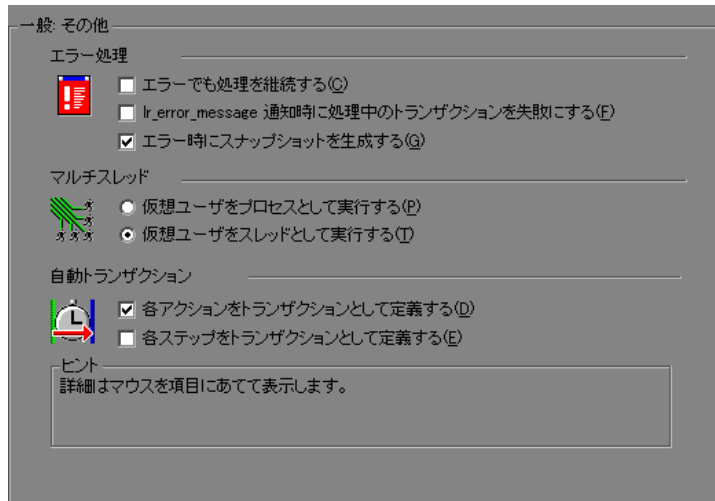 一般: その他
エラー処理
エラーでも処理を継続する(C)
lr_error_message 通知時に処理中のトランザクションを失敗にする(F)
エラー時にスナップショットを生成する(G)
マルチスレッド
仮想ユーザをプロセスとして実行する(P)
仮想ユーザをスレッドとして実行する(T)
自動トランザクション
各アクションをトランザクションとして定義する(D)
各ステップをトランザクションとして定義する(E)
ヒント
詳細はマウスを項目にあてて表示します。